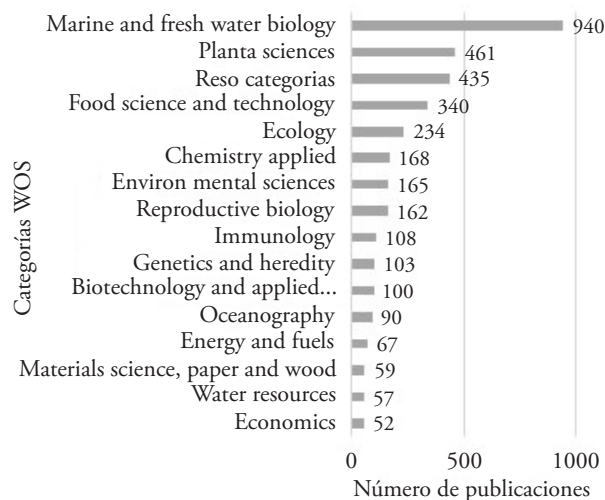 Marine and fresh water biology 940
Planta sciences 461
Reso categorias 435
Food science and technology 340
Ecology 234
Chemistry applied 168
Environ mental sciences 165
Reproductive biology 162
Immunology 108
Genetics and heredity 103
Biotechnology and applied... 100
Oceanography 90
Energy and fuels 67
Materials science, paper and wood 59
Water resources 57
Economics 52
Categorías WOS
0 500 1000
Número de publicaciones